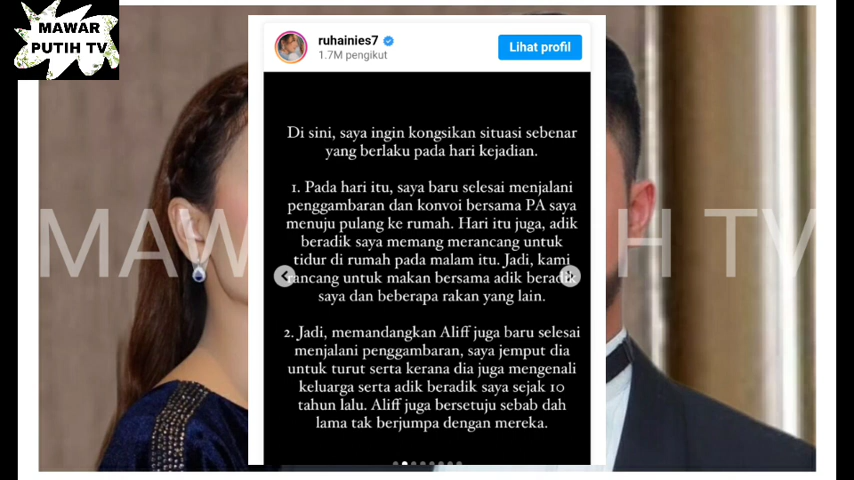 MAWAR
PUTIH TV
ruhainies7
1.7M pengikut
Lihat profil
Di sini, saya ingin kongsikan situasi sebenar
yang berlaku pada hari kejadian.
1. Pada hari itu, saya baru selesai menjalani
penggambaran dan konvoi bersama PA saya
menuju pulang ke rumah. Hari itu juga, adik
beradik saya memang merancang untuk
tidur di rumah pada malam itu. Jadi, kami
rancang untuk makan bersama adik beradik
saya dan beberapa rakan yang lain.
2. Jadi, memandangkan Aliff juga baru selesai
menjalani penggambaran, saya jemput dia
untuk turut serta kerana dia juga mengenali
keluarga serta adik beradik saya sejak 10
tahun lalu. Aliff juga bersetuju sebab dah
lama tak berjumpa dengan mereka.
MAW H TV